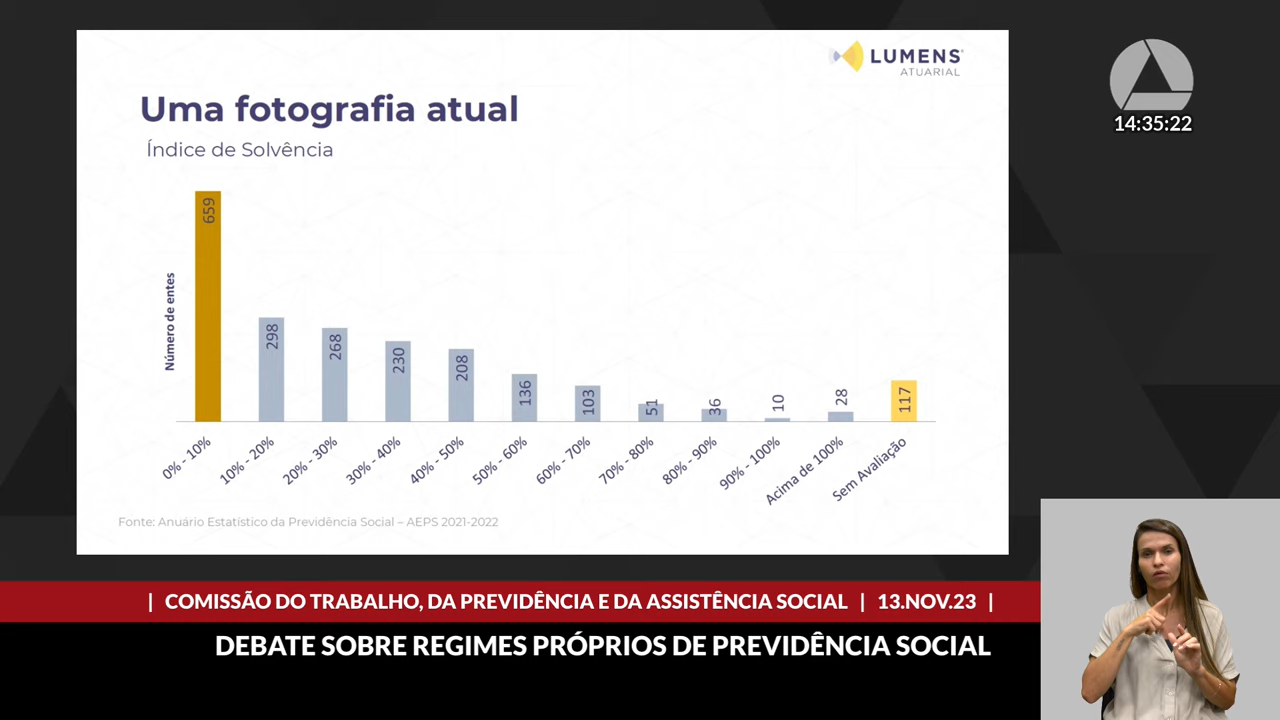 LUMENS
ATUARIAL
14:35:22
Uma fotografia atual
Índice de Solvência
Número de entes
659
298
268
230
208
136
103
51
36
10
28
117
0% - 10%
10% - 20%
20% - 30%
30% - 40%
40% - 50%
50% - 60%
60% - 70%
70% - 80%
80% - 90%
90% - 100%
Acima de 100%
Sem Avaliação
Fonte: Anuário Estatístico da Previdência Social – AEPS 2021-2022
| COMISSÃO DO TRABALHO, DA PREVIDÊNCIA E DA ASSISTÊNCIA SOCIAL | 13.NOV.23 |
DEBATE SOBRE REGIMES PRÓPRIOS DE PREVIDÊNCIA SOCIAL